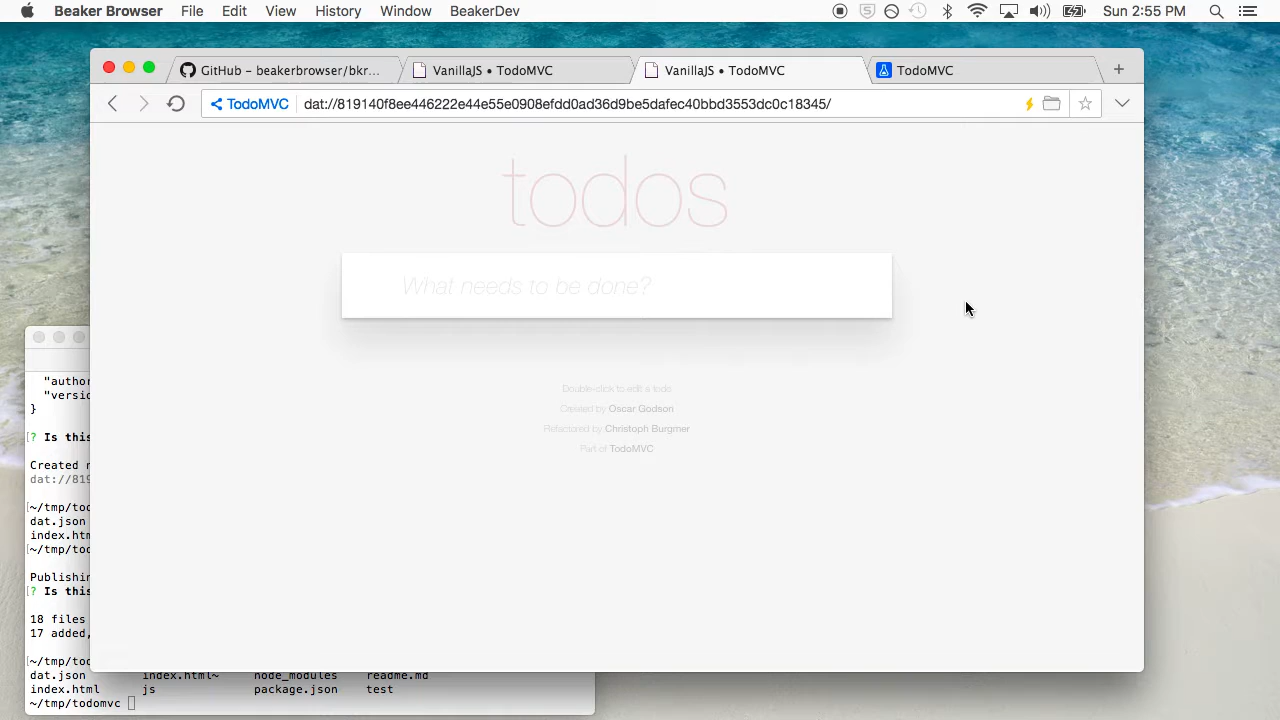 Beaker Browser File Edit View History Window BeakerDev Sun 2:55 PM
GitHub – beakerbrowser/bkr... VanillaJS • TodoMVC VanillaJS • TodoMVC TodoMVC
TodoMVC dat://819140f8ee446222e44e55e0908efdd0ad36d9be5dafec40bbd3553dc0c18345/
todos
What needs to be done?
Double-click to edit a todo
Created by Oscar Godson
Refactored by Christoph Burgmer
Part of TodoMVC
"author
"versio
}
[? Is this
Created n
dat://819
[~/tmp/too
dat.json
index.htm
[~/tmp/too
Publishin
[? Is this
18 files
17 added,
[~/tmp/too
dat.json index.html~ node_modules readme.md
index.html js package.json test
~/tmp/todomvc